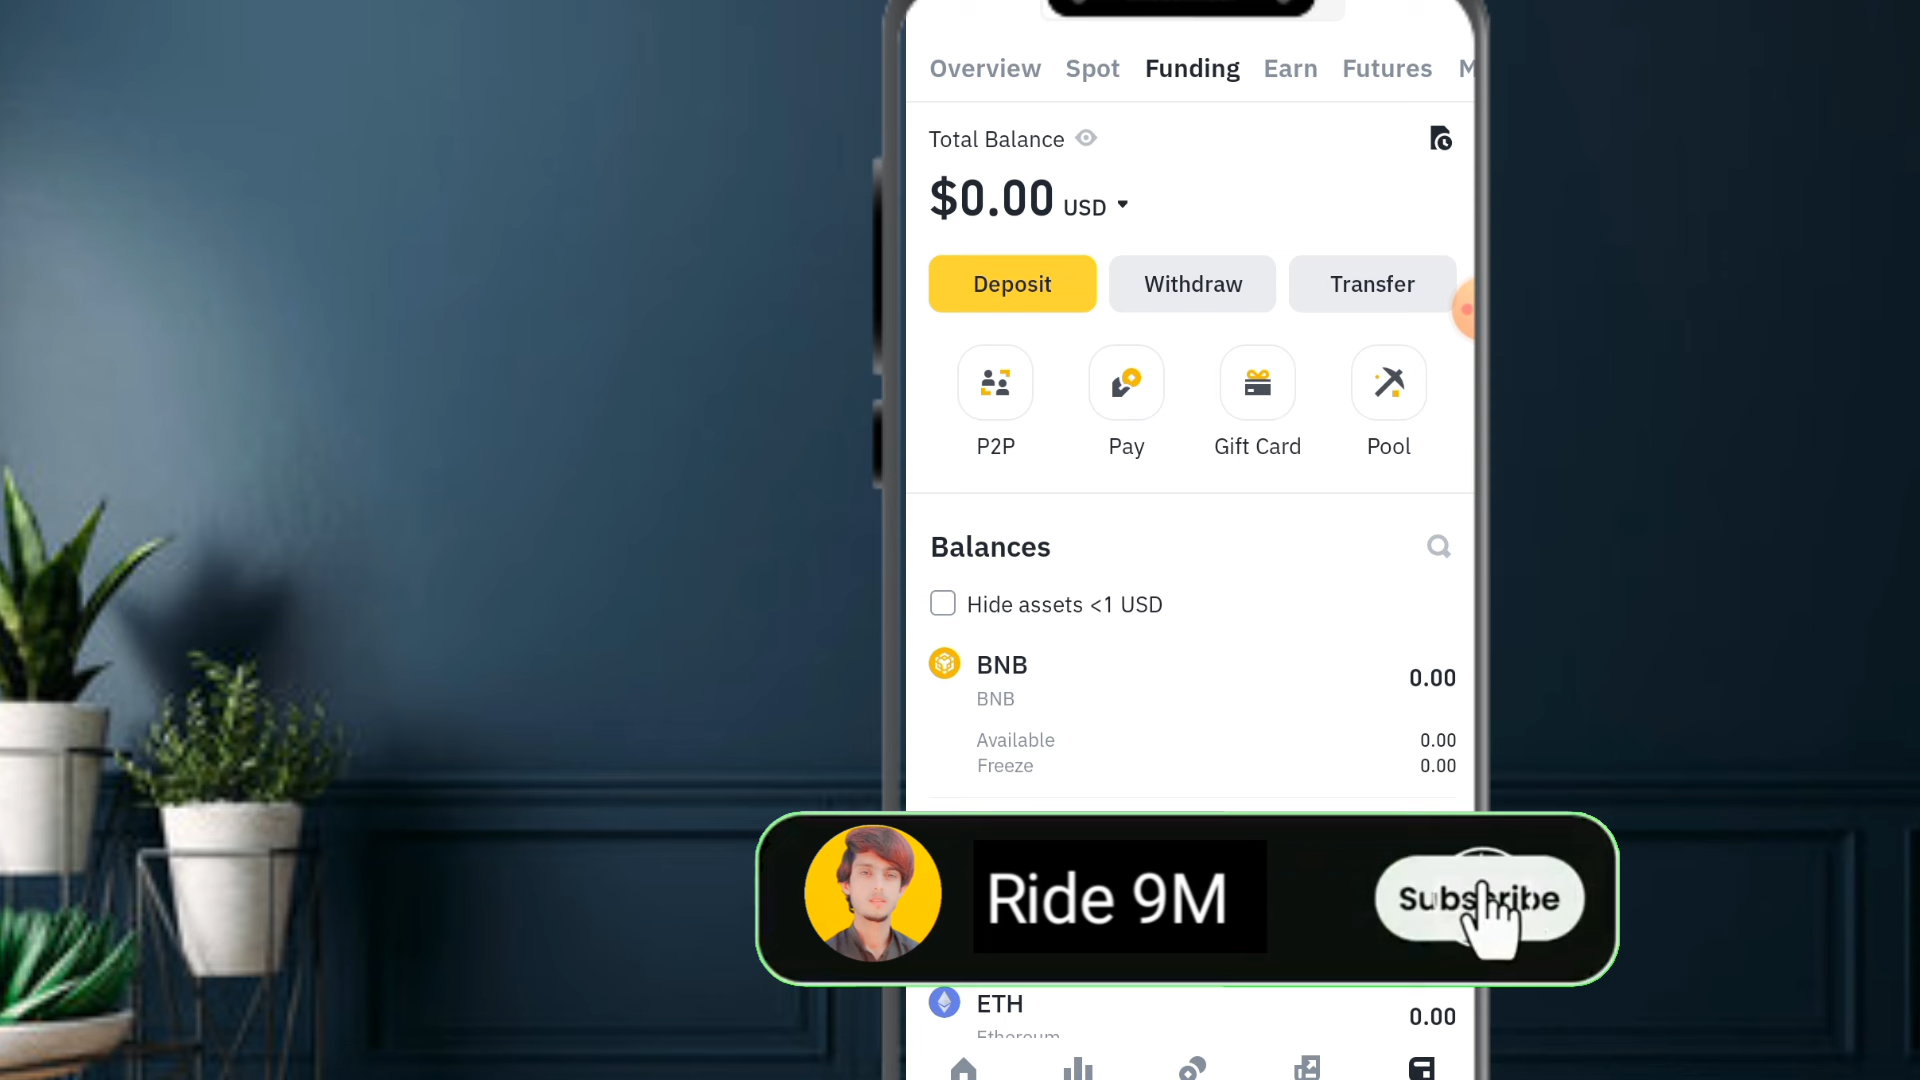 Overview Spot Funding Earn Futures
Total Balance
$0.00 USD
Deposit Withdraw Transfer
P2P Pay Gift Card Pool
Balances
Hide assets <1 USD
BNB 0.00
BNB
Available 0.00
Freeze 0.00
Ride 9M Subscribe
ETH 0.00
Ethereum